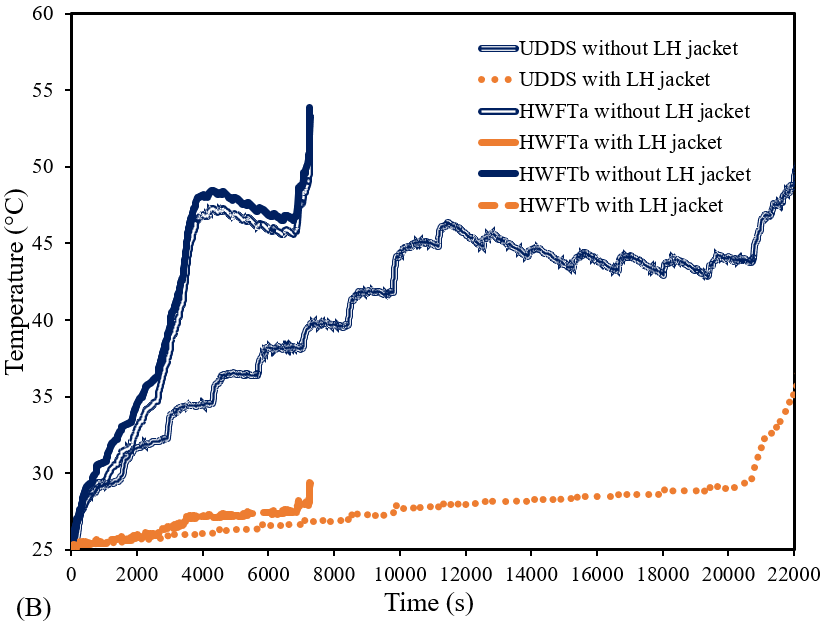 60
55
50
45
40
35
30
25
Temperature (°C)
UDDS without LH jacket
UDDS with LH jacket
HWFTa without LH jacket
HWFTa with LH jacket
HWFTb without LH jacket
HWFTb with LH jacket
0 2000 4000 6000 8000 10000 12000 14000 16000 18000 20000 22000
Time (s)
(B)